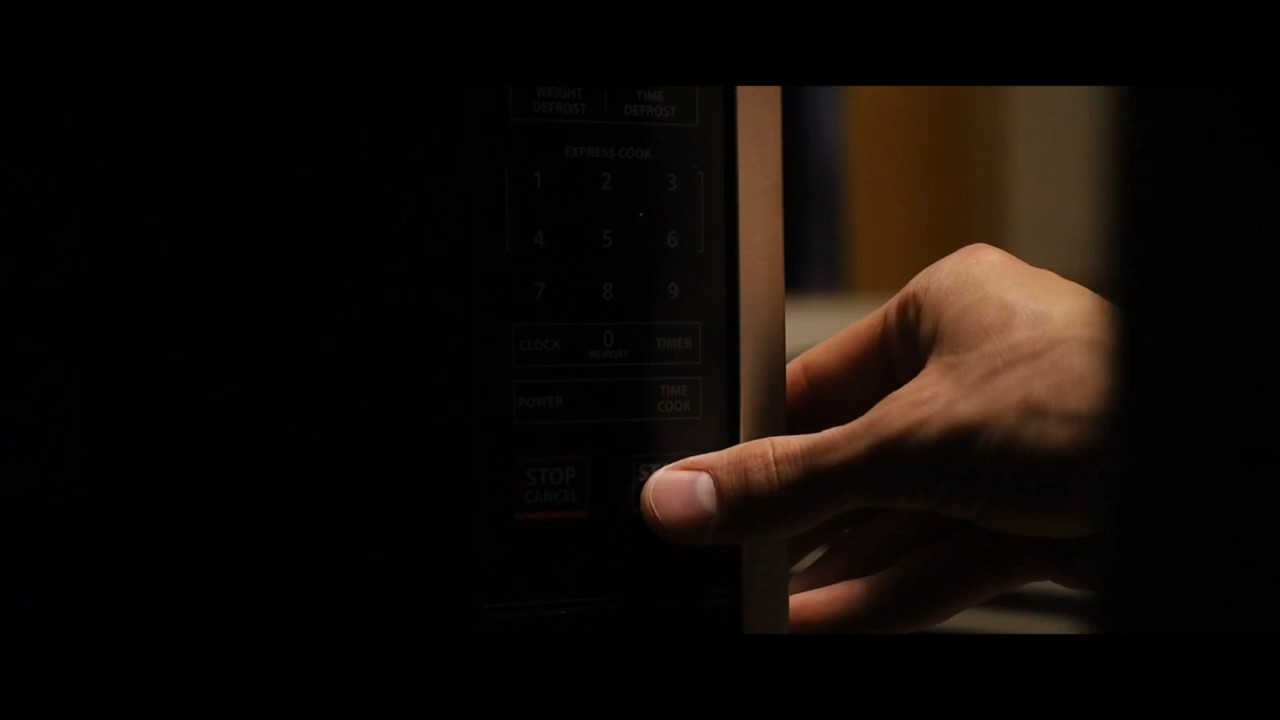 WEIGHT DEFROST
TIME DEFROST
EXPRESS COOK
1 2 3
4 5 6
7 8 9
CLOCK 0 MEMORY TIMER
POWER TIME COOK
STOP CANCEL